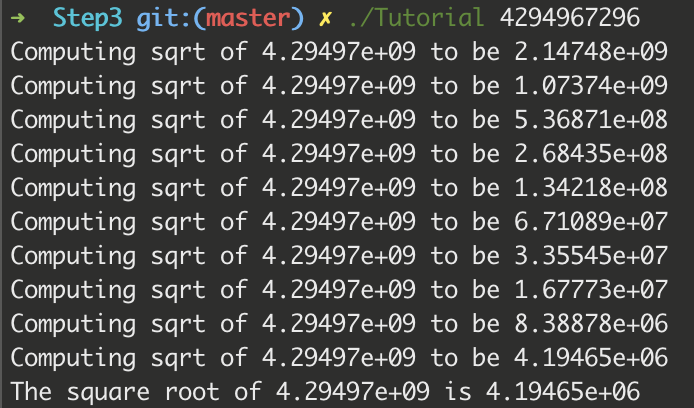 ➜  Step3 git:(master) ✗ ./Tutorial 4294967296
Computing sqrt of 4.29497e+09 to be 2.14748e+09
Computing sqrt of 4.29497e+09 to be 1.07374e+09
Computing sqrt of 4.29497e+09 to be 5.36871e+08
Computing sqrt of 4.29497e+09 to be 2.68435e+08
Computing sqrt of 4.29497e+09 to be 1.34218e+08
Computing sqrt of 4.29497e+09 to be 6.71089e+07
Computing sqrt of 4.29497e+09 to be 3.35545e+07
Computing sqrt of 4.29497e+09 to be 1.67773e+07
Computing sqrt of 4.29497e+09 to be 8.38878e+06
Computing sqrt of 4.29497e+09 to be 4.19465e+06
The square root of 4.29497e+09 is 4.19465e+06